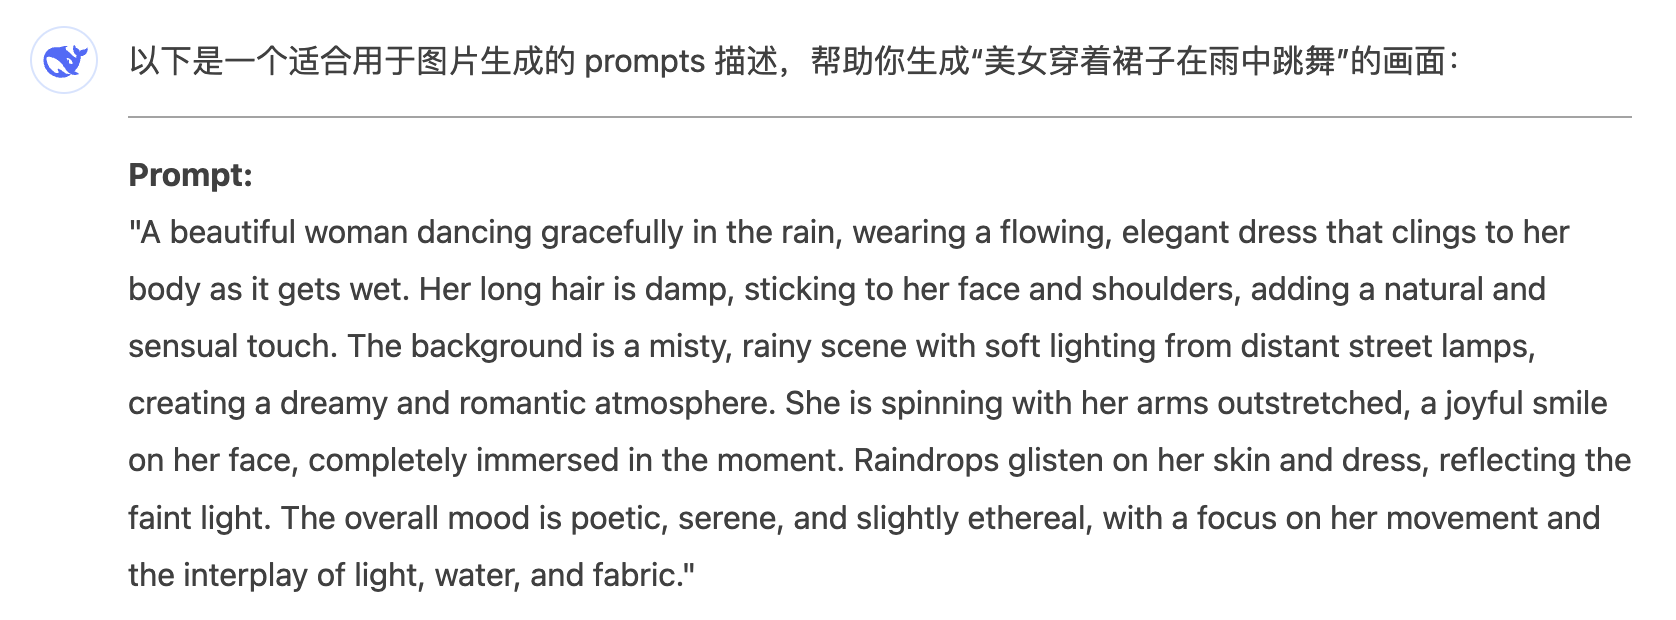 以下是一个适合用于图片生成的 prompts 描述，帮助你生成“美女穿着裙子在雨中跳舞”的画面：
Prompt:
"A beautiful woman dancing gracefully in the rain, wearing a flowing, elegant dress that clings to her
body as it gets wet. Her long hair is damp, sticking to her face and shoulders, adding a natural and
sensual touch. The background is a misty, rainy scene with soft lighting from distant street lamps,
creating a dreamy and romantic atmosphere. She is spinning with her arms outstretched, a joyful smile
on her face, completely immersed in the moment. Raindrops glisten on her skin and dress, reflecting the
faint light. The overall mood is poetic, serene, and slightly ethereal, with a focus on her movement and
the interplay of light, water, and fabric."